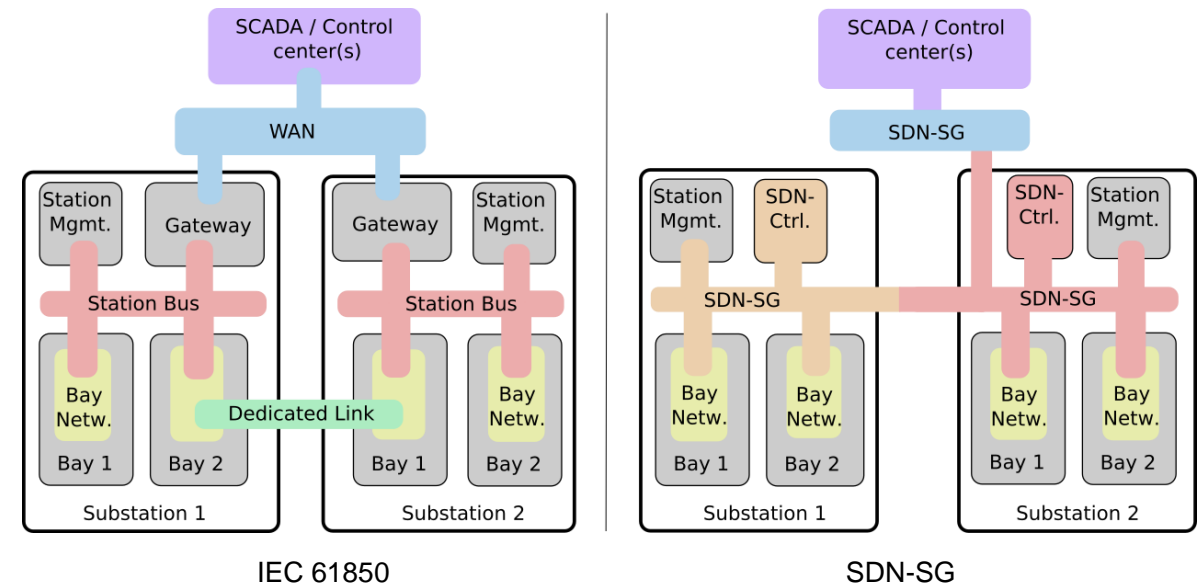 SCADA / Control
center(s)
WAN
Station
Mgmt.
Gateway
Station Bus
Bay
Netw.
Bay 1
Bay 2
Substation 1
Gateway
Station
Mgmt.
Station Bus
Dedicated Link
Bay
Netw.
Bay 1
Bay 2
Substation 2
IEC 61850
SCADA / Control
center(s)
SDN-SG
Station
Mgmt.
SDN-
Ctrl.
SDN-SG
Bay
Netw.
Bay
Netw.
Bay 1
Bay 2
Substation 1
SDN-
Ctrl.
Station
Mgmt.
SDN-SG
Bay
Netw.
Bay
Netw.
Bay 1
Bay 2
Substation 2
SDN-SG